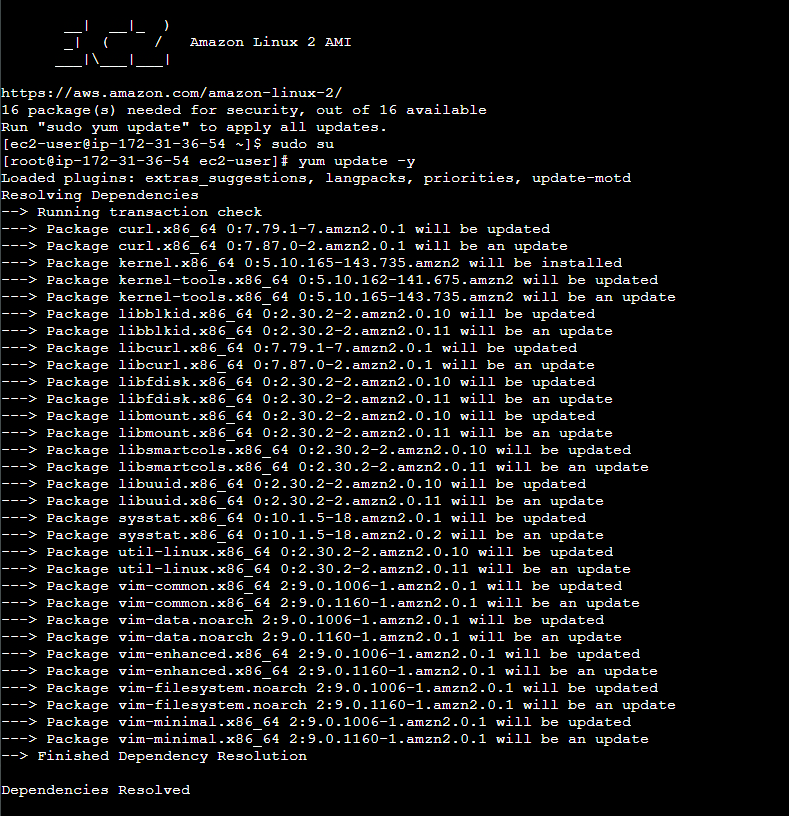 __|  __|_  )
       _|  (     /   Amazon Linux 2 AMI
      ___|\___|___|
https://aws.amazon.com/amazon-linux-2/
16 package(s) needed for security, out of 16 available
Run "sudo yum update" to apply all updates.
[ec2-user@ip-172-31-36-54 ~]$ sudo su
[root@ip-172-31-36-54 ec2-user]# yum update -y
Loaded plugins: extras_suggestions, langpacks, priorities, update-motd
Resolving Dependencies
--> Running transaction check
---> Package curl.x86_64 0:7.79.1-7.amzn2.0.1 will be updated
---> Package curl.x86_64 0:7.87.0-2.amzn2.0.1 will be an update
---> Package kernel.x86_64 0:5.10.165-143.735.amzn2 will be installed
---> Package kernel-tools.x86_64 0:5.10.162-141.675.amzn2 will be updated
---> Package kernel-tools.x86_64 0:5.10.165-143.735.amzn2 will be an update
---> Package libblkid.x86_64 0:2.30.2-2.amzn2.0.10 will be updated
---> Package libblkid.x86_64 0:2.30.2-2.amzn2.0.11 will be an update
---> Package libcurl.x86_64 0:7.79.1-7.amzn2.0.1 will be updated
---> Package libcurl.x86_64 0:7.87.0-2.amzn2.0.1 will be an update
---> Package libfdisk.x86_64 0:2.30.2-2.amzn2.0.10 will be updated
---> Package libfdisk.x86_64 0:2.30.2-2.amzn2.0.11 will be an update
---> Package libmount.x86_64 0:2.30.2-2.amzn2.0.10 will be updated
---> Package libmount.x86_64 0:2.30.2-2.amzn2.0.11 will be an update
---> Package libsmartcols.x86_64 0:2.30.2-2.amzn2.0.10 will be updated
---> Package libsmartcols.x86_64 0:2.30.2-2.amzn2.0.11 will be an update
---> Package libuuid.x86_64 0:2.30.2-2.amzn2.0.10 will be updated
---> Package libuuid.x86_64 0:2.30.2-2.amzn2.0.11 will be an update
---> Package sysstat.x86_64 0:10.1.5-18.amzn2.0.1 will be updated
---> Package sysstat.x86_64 0:10.1.5-18.amzn2.0.2 will be an update
---> Package util-linux.x86_64 0:2.30.2-2.amzn2.0.10 will be updated
---> Package util-linux.x86_64 0:2.30.2-2.amzn2.0.11 will be an update
---> Package vim-common.x86_64 2:9.0.1006-1.amzn2.0.1 will be updated
---> Package vim-common.x86_64 2:9.0.1160-1.amzn2.0.1 will be an update
---> Package vim-data.noarch 2:9.0.1006-1.amzn2.0.1 will be updated
---> Package vim-data.noarch 2:9.0.1160-1.amzn2.0.1 will be an update
---> Package vim-enhanced.x86_64 2:9.0.1006-1.amzn2.0.1 will be updated
---> Package vim-enhanced.x86_64 2:9.0.1160-1.amzn2.0.1 will be an update
---> Package vim-filesystem.noarch 2:9.0.1006-1.amzn2.0.1 will be updated
---> Package vim-filesystem.noarch 2:9.0.1160-1.amzn2.0.1 will be an update
---> Package vim-minimal.x86_64 2:9.0.1006-1.amzn2.0.1 will be updated
---> Package vim-minimal.x86_64 2:9.0.1160-1.amzn2.0.1 will be an update
--> Finished Dependency Resolution
Dependencies Resolved